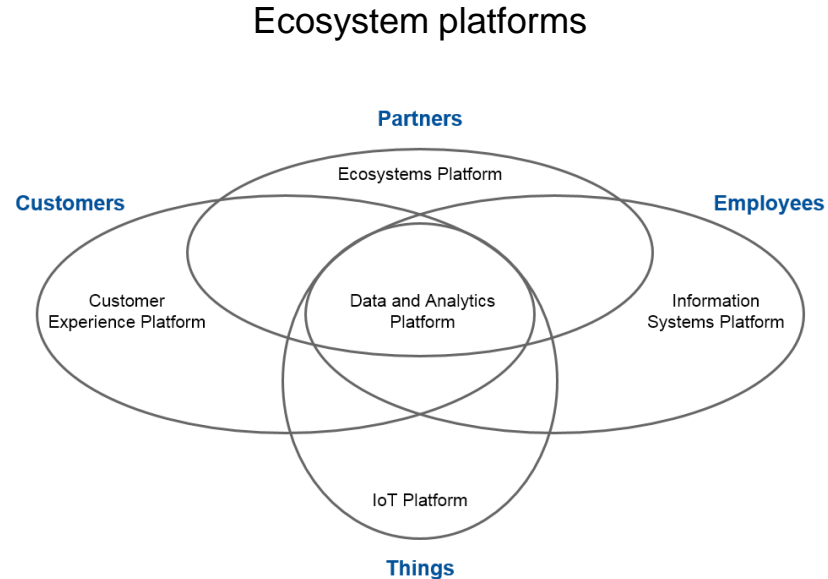 Ecosystem platforms
Partners
Ecosystems Platform
Customers
Employees
Customer
Experience Platform
Data and Analytics
Platform
Information
Systems Platform
IoT Platform
Things